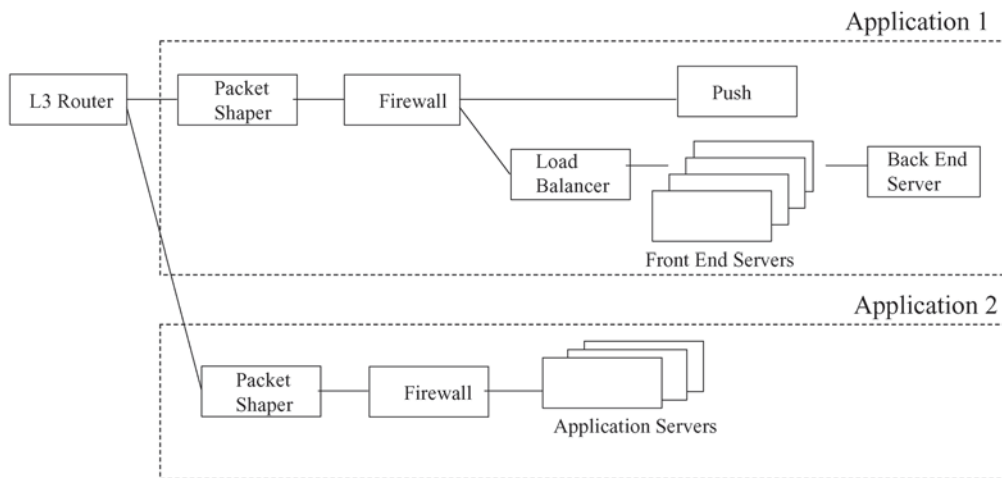 Application 1
L3 Router
Packet
Shaper
Firewall
Push
Load
Balancer
Back End
Server
Front End Servers
Application 2
Packet
Shaper
Firewall
Application Servers